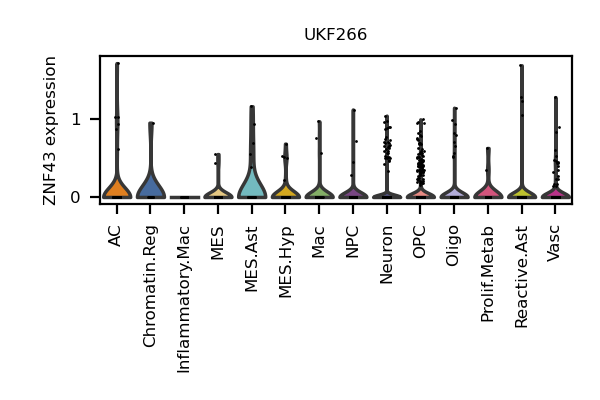 UKF266
ZNF43 expression
1
0
AC
Chromatin.Reg
Inflammatory.Mac
MES
MES.Ast
MES.Hyp
Mac
NPC
Neuron
OPC
Oligo
Prolif.Metab
Reactive.Ast
Vasc